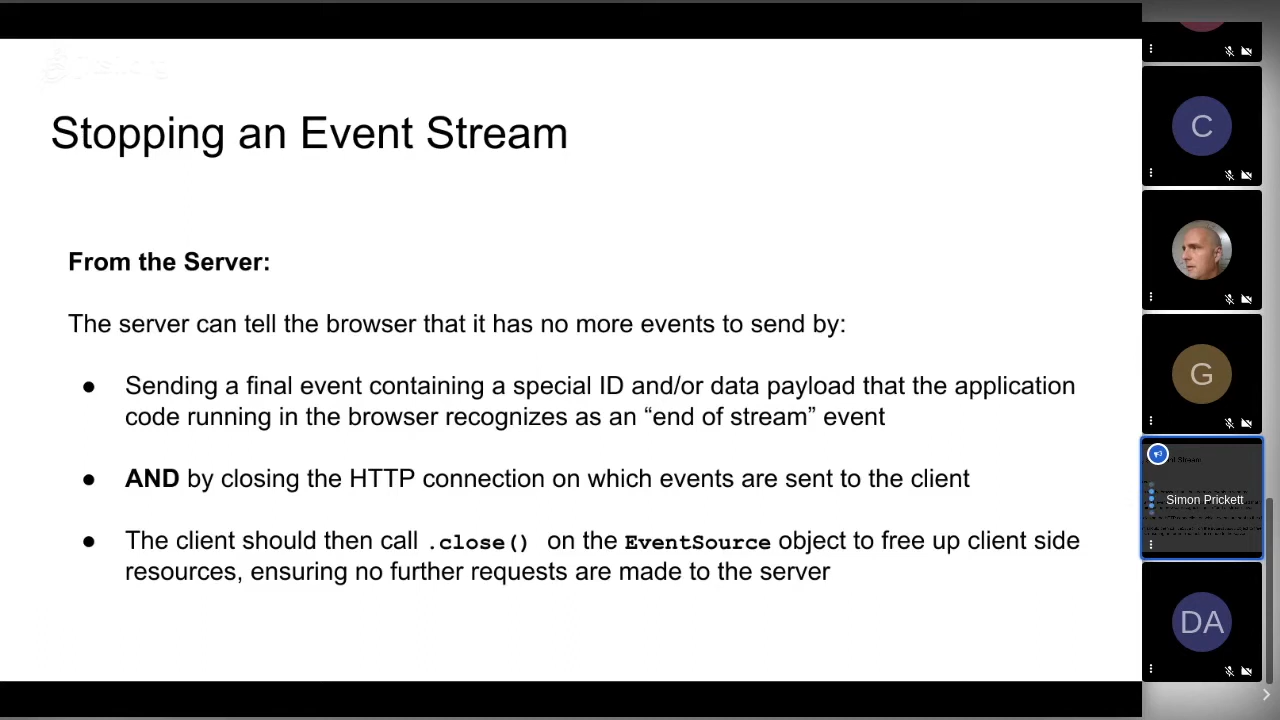 Stopping an Event Stream
From the Server:
The server can tell the browser that it has no more events to send by:
● Sending a final event containing a special ID and/or data payload that the application
code running in the browser recognizes as an “end of stream” event
● AND by closing the HTTP connection on which events are sent to the client
● The client should then call .close() on the EventSource object to free up client side
resources, ensuring no further requests are made to the server
C
G
Simon Prickett
DA